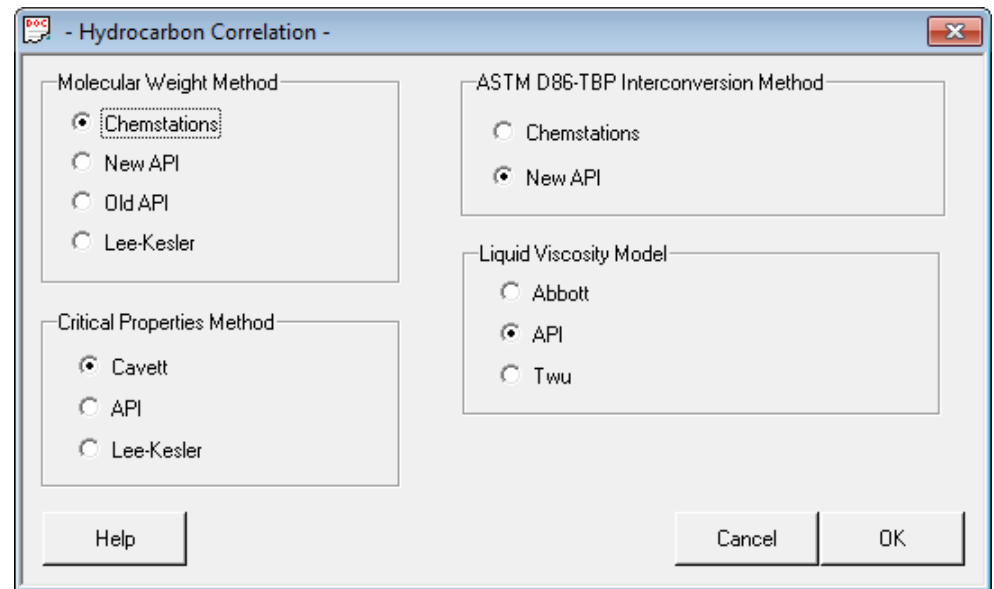 DOC
- Hydrocarbon Correlation -
Molecular Weight Method
Chemstations
New API
Old API
Lee-Kesler
Critical Properties Method
Cavett
API
Lee-Kesler
ASTM D86-TBP Interconversion Method
Chemstations
New API
Liquid Viscosity Model
Abbott
API
Twu
Help
Cancel
OK